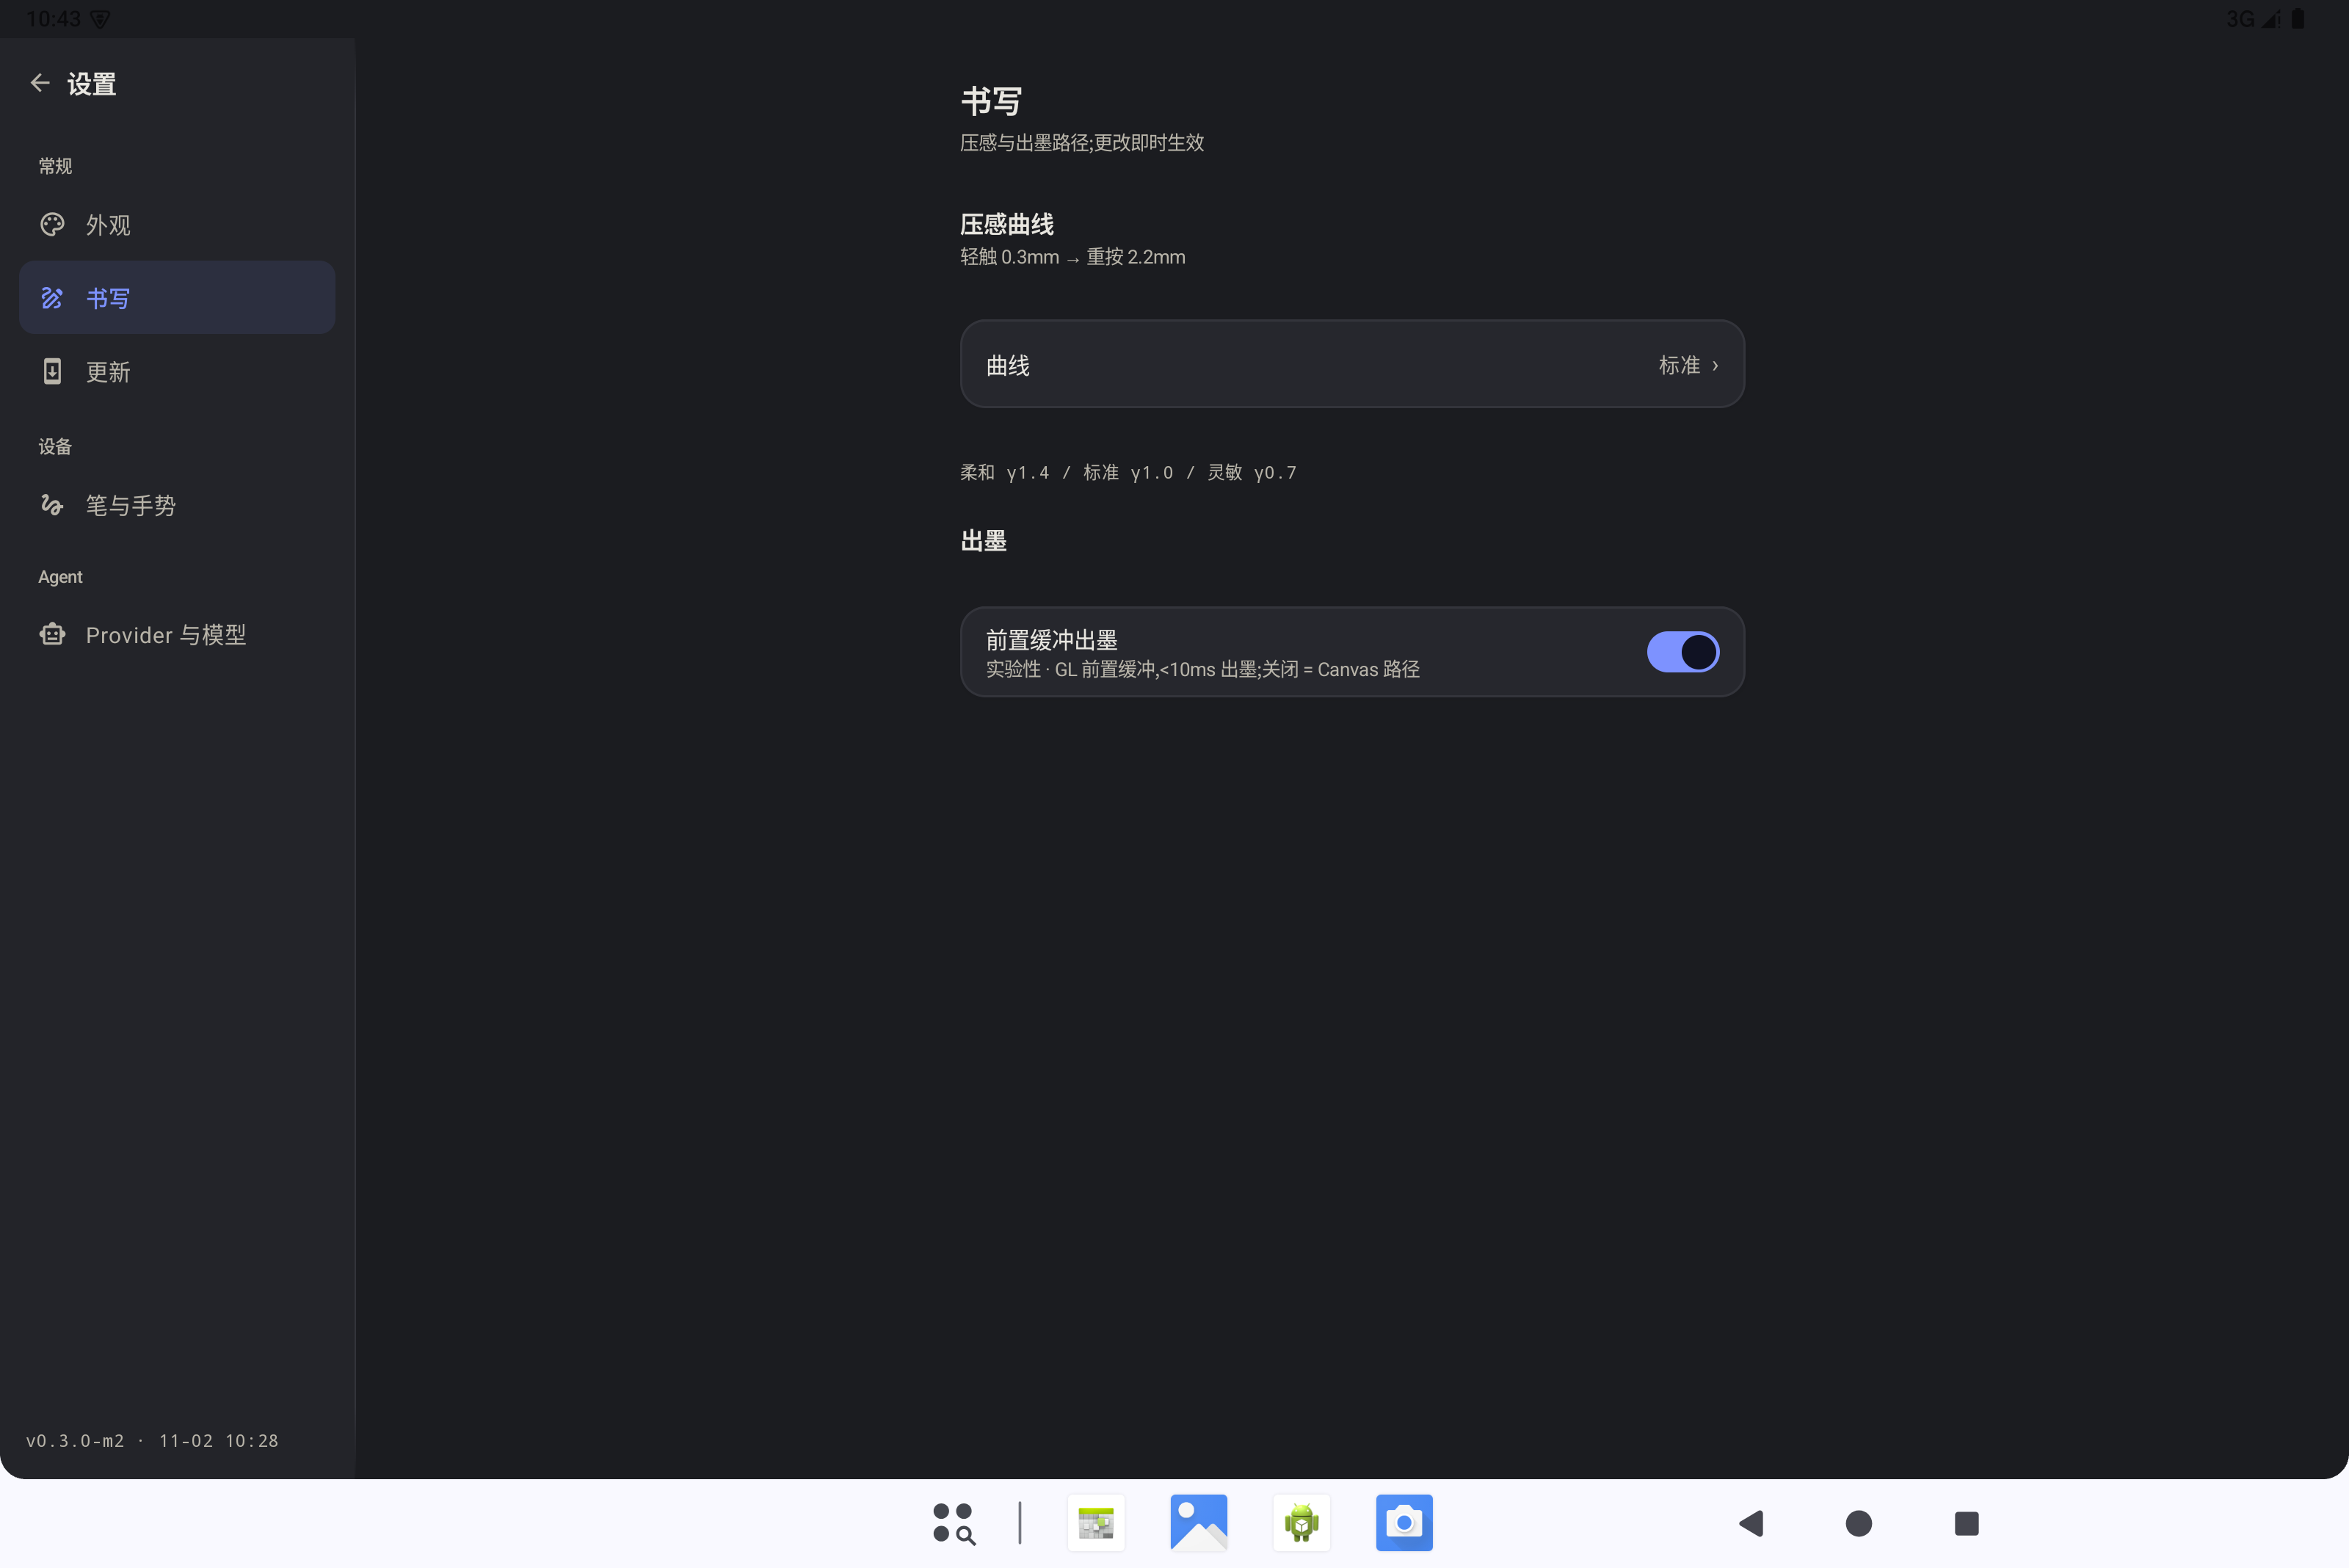 10:43
3G
设置
常规
外观
书写
更新
设备
笔与手势
Agent
Provider 与模型
v0.3.0-m2 · 11-02 10:28
书写
压感与出墨路径;更改即时生效
压感曲线
轻触 0.3mm → 重按 2.2mm
曲线
标准 ›
柔和 γ1.4 / 标准 γ1.0 / 灵敏 γ0.7
出墨
前置缓冲出墨
实验性 · GL 前置缓冲,<10ms 出墨;关闭 = Canvas 路径